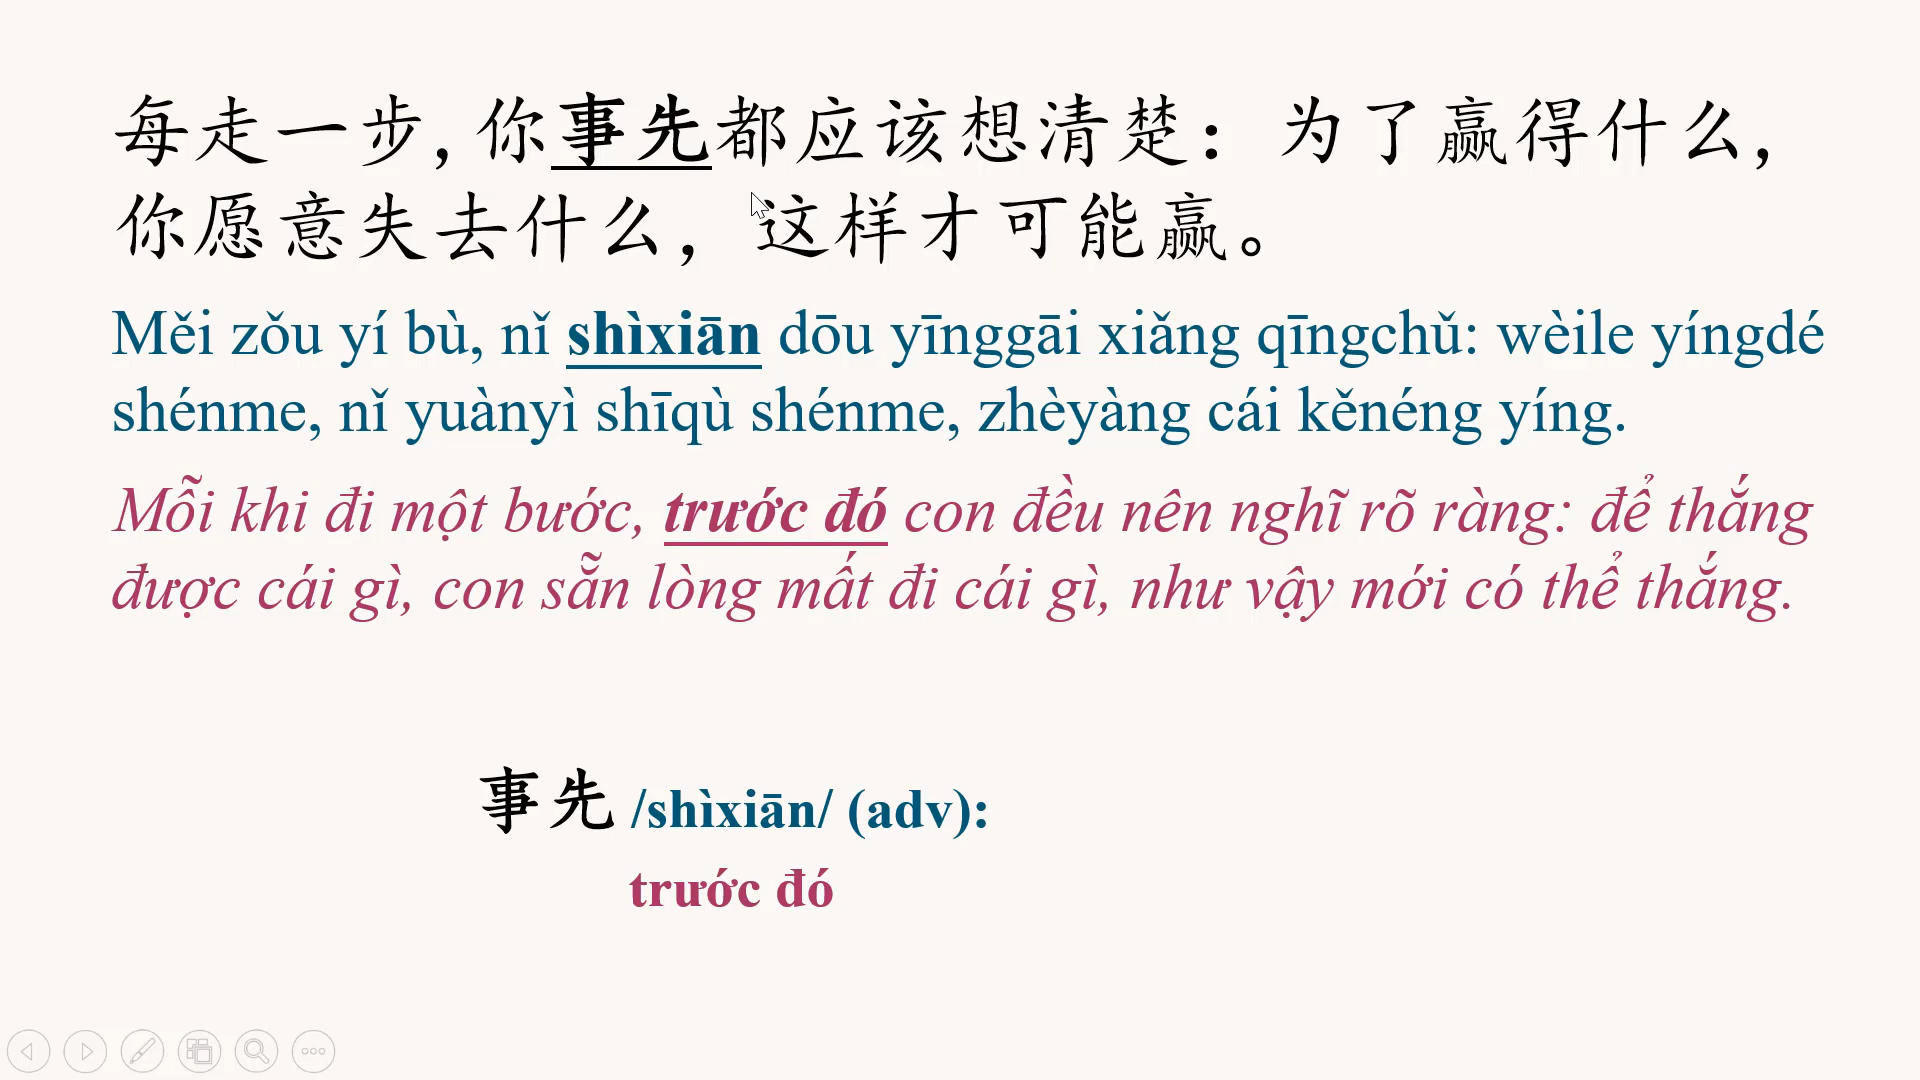 每走一步，你事先都应该想清楚：为了赢得什么，
你愿意失去什么，这样才可能赢。
Měi zǒu yí bù, nǐ shìxiān dōu yīnggāi xiǎng qīngchǔ: wèile yíngdé
shénme, nǐ yuànyì shīqù shénme, zhèyàng cái kěnéng yíng.
Mỗi khi đi một bước, trước đó con đều nên nghĩ rõ ràng: để thắng
được cái gì, con sẵn lòng mất đi cái gì, như vậy mới có thể thắng.
事先 /shìxiān/ (adv):
trước đó